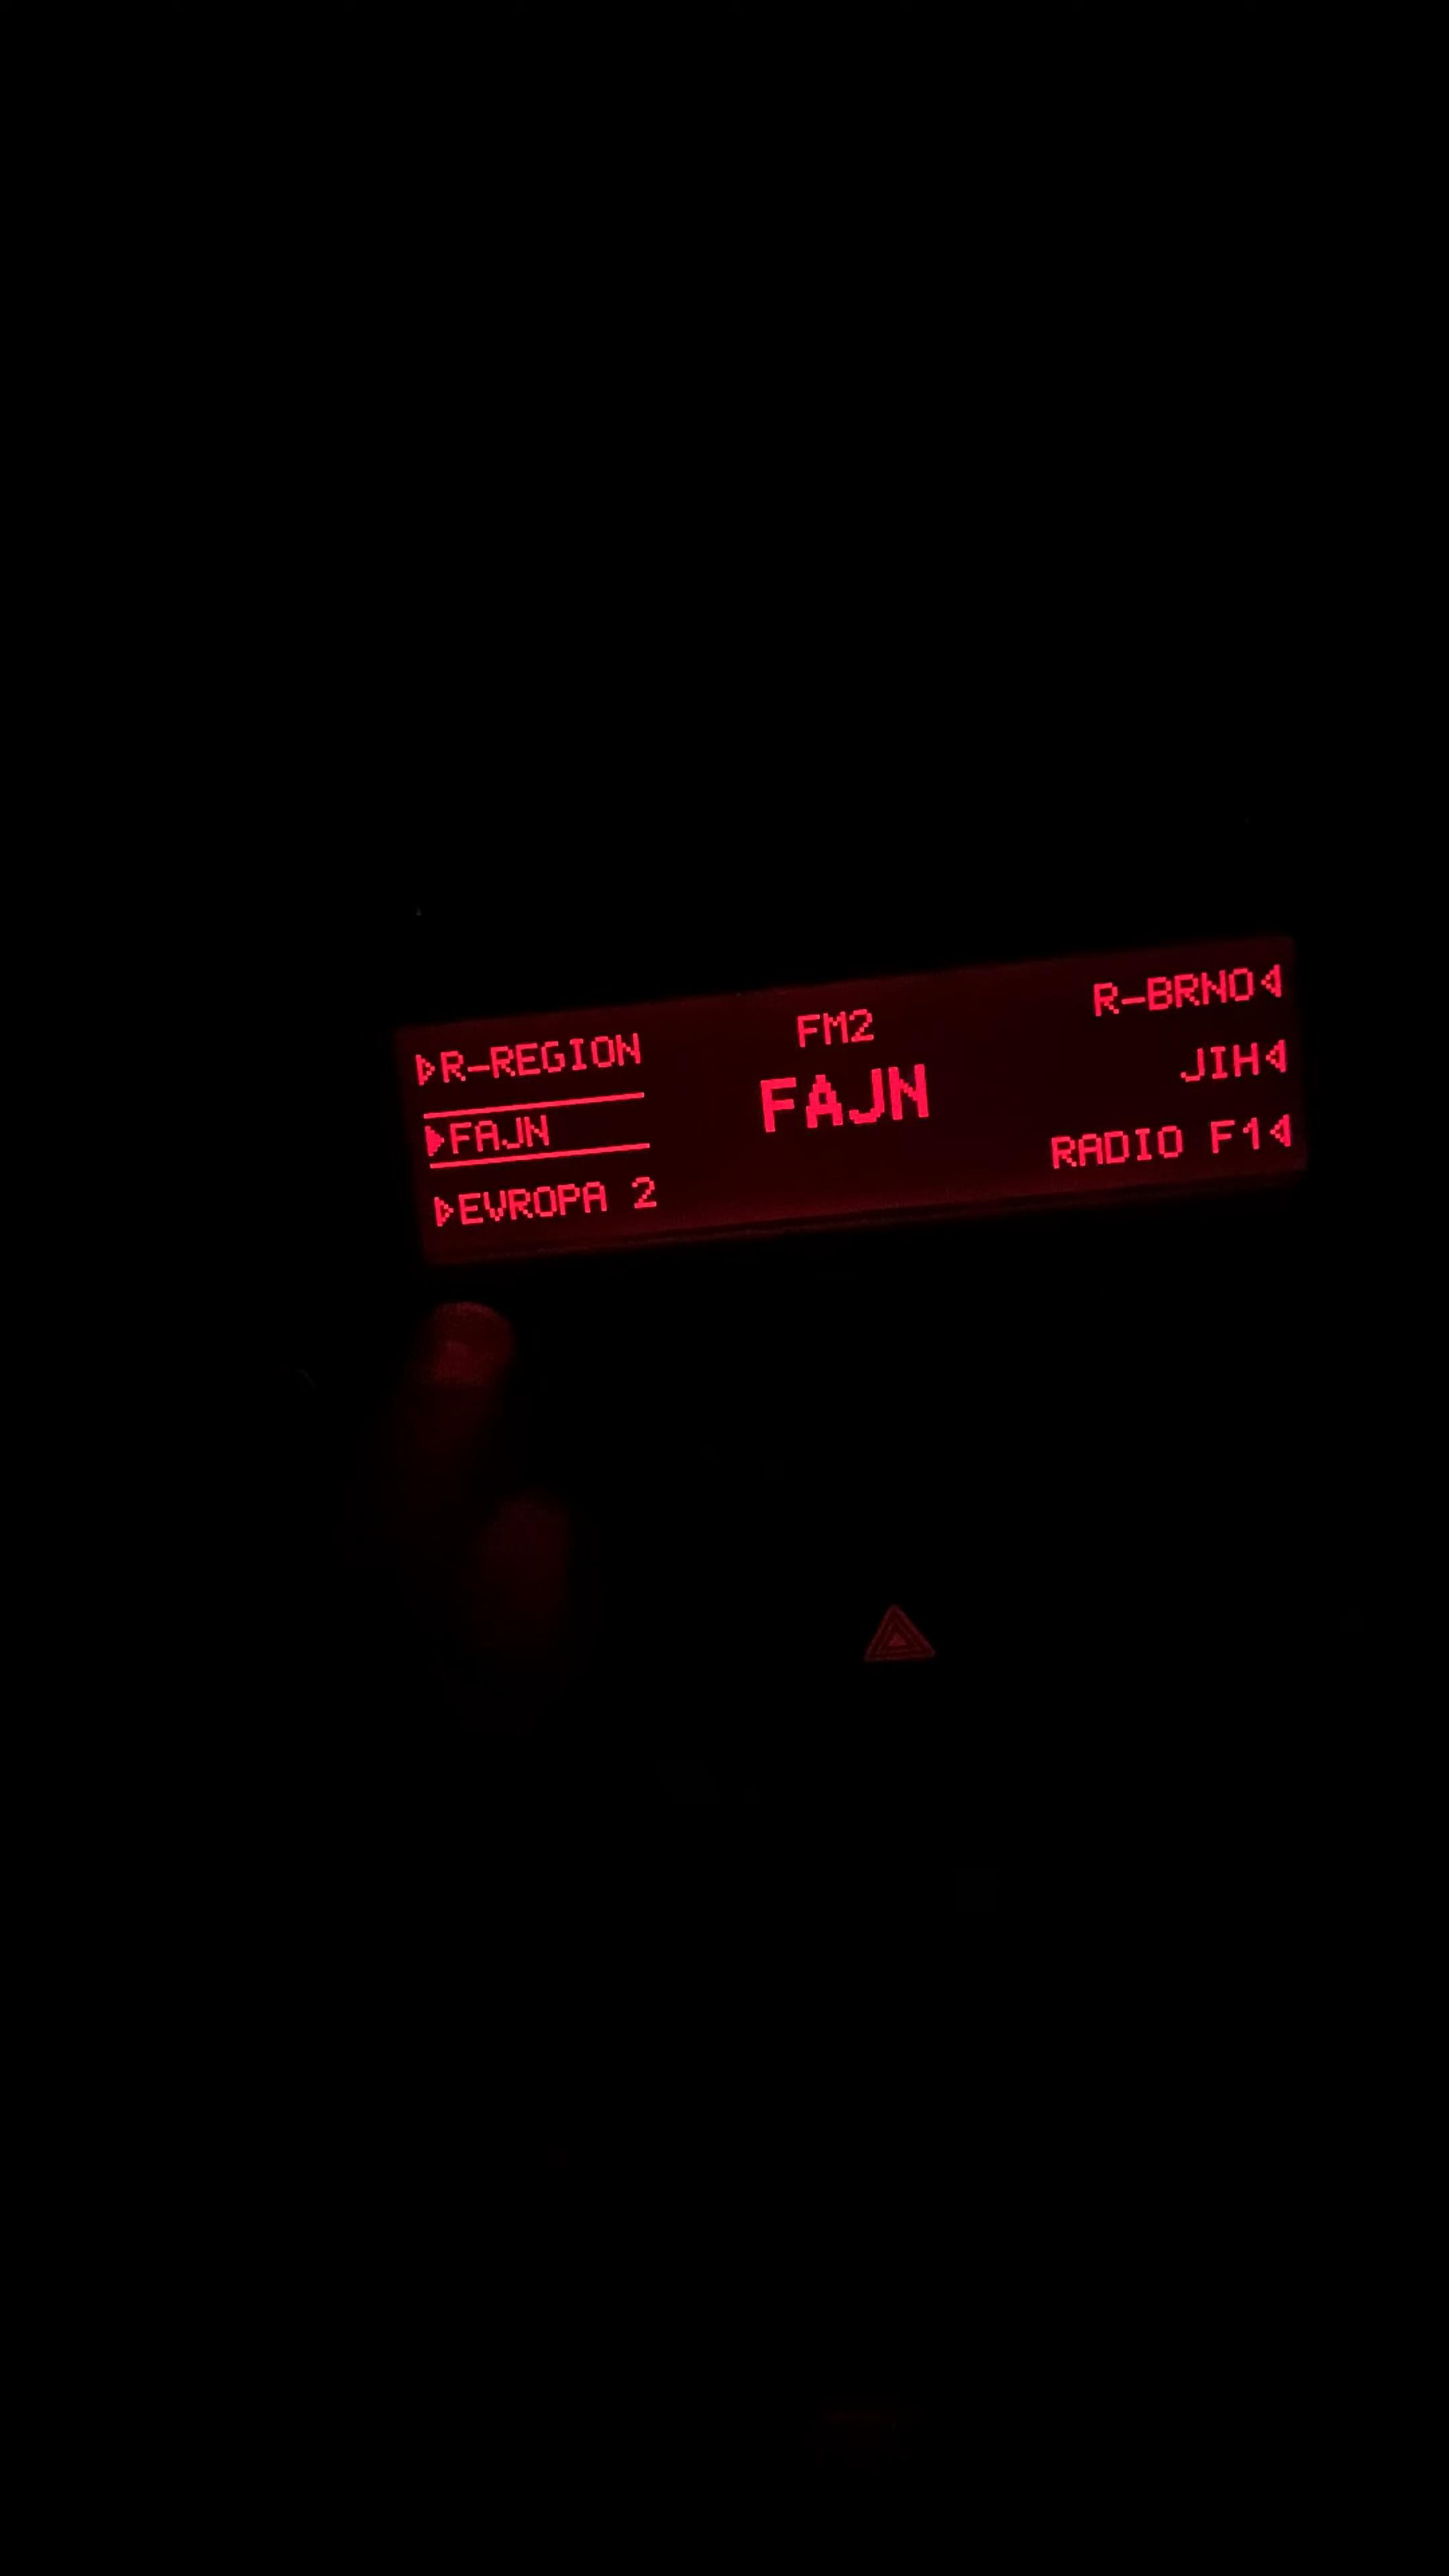 R-REGION
FAJN
EVROPA 2
FM2
FAJN
R-BRNO
JIH
RADIO F1